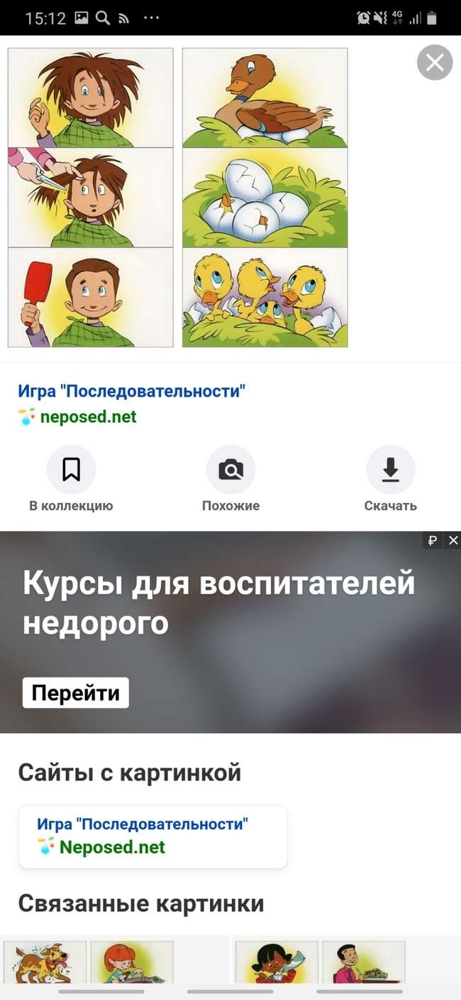 15:12
4G
Игра "Последовательности"
neposed.net
В коллекцию
Похожие
Скачать
₽
Курсы для воспитателей
недорого
Перейти
Сайты с картинкой
Игра "Последовательности"
Neposed.net
Связанные картинки